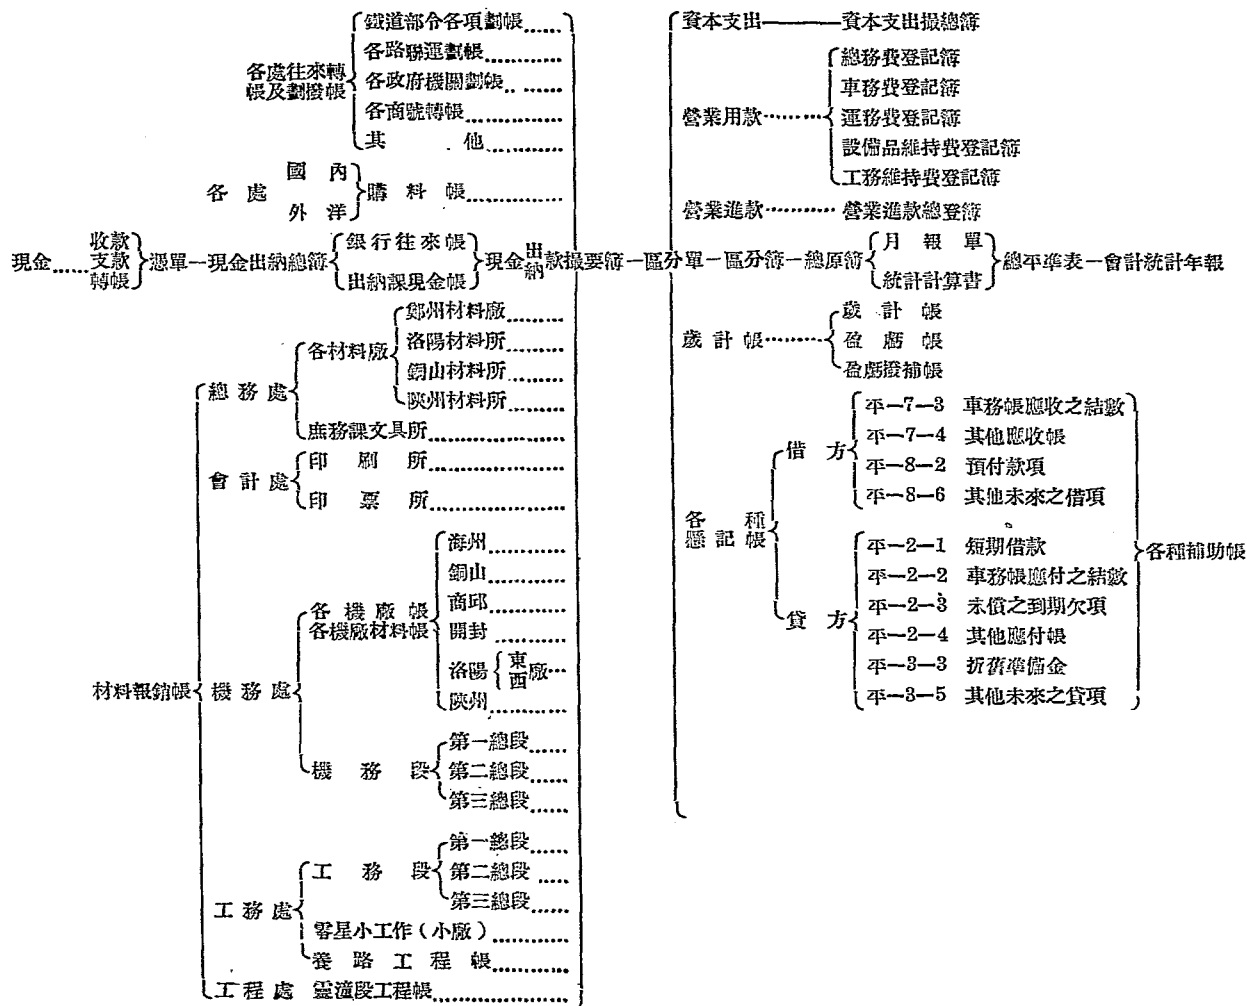 鐵道部令各項劃帳
各路聯運劃帳
各處往來轉
帳及劃撥帳
各政府機關劃帳
各商號轉帳
其他
各處
國內
外洋
購料帳
現金
收款
支款
轉帳
憑單—現金出納總簿
銀行往來帳
出納課現金帳
現金出納款撮要簿—區分單—區分簿—總原簿
月報單
統計計算書
總平準表—會計統計年報
材料報銷帳
總務處
各材料廠
鄭州材料廠
洛陽材料所
銅山材料所
陝州材料所
庶務課文具所
會計處
印刷所
印票所
機務處
各機廠帳
各機廠材料帳
海州
銅山
商邱
開封
洛陽
東
西
廠
陝州
機務段
第一總段
第二總段
第三總段
工務處
工務段
第一總段
第二總段
第三總段
零星小工作(小廠)
養路工程帳
工程處
靈潼段工程帳
資本支出
資本支出撮總簿
營業用款
總務費登記簿
車務費登記簿
運務費登記簿
設備品維持費登記簿
工務維持費登記簿
營業進款
營業進款總登簿
歲計帳
歲計帳
盈虧帳
盈虧撥補帳
各種
懸記帳
借方
平—7—3 車務帳應收之結數
平—7—4 其他應收帳
平—8—2 預付款項
平—8—6 其他未來之借項
貸方
平—2—1 短期借款
平—2—2 車務帳應付之結數
平—2—3 未償之到期欠項
平—2—4 其他應付帳
平—3—3 折舊準備金
平—3—5 其他未來之貸項
各種補助帳